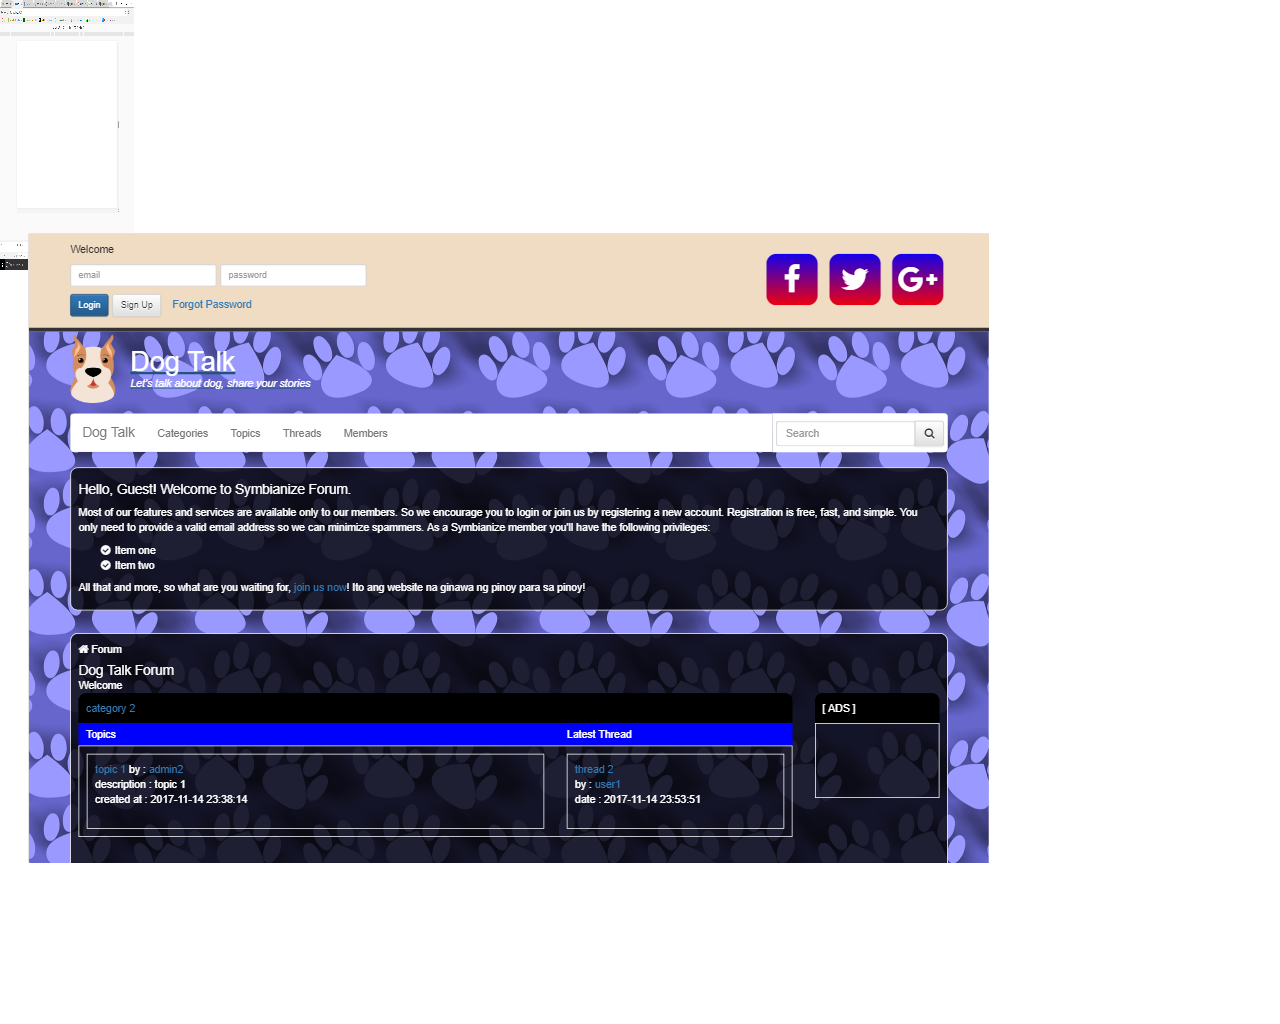 Welcome
email password
Login Sign Up Forgot Password
Dog Talk
Let's talk about dog, share your stories
Dog Talk Categories Topics Threads Members Search
Hello, Guest! Welcome to Symbianize Forum.
Most of our features and services are available only to our members. So we encourage you to login or join us by registering a new account. Registration is free, fast, and simple. You
only need to provide a valid email address so we can minimize spammers. As a Symbianize member you'll have the following privileges:
Item one
Item two
All that and more, so what are you waiting for, join us now! Ito ang website na ginawa ng pinoy para sa pinoy!
Forum
Dog Talk Forum
Welcome
category 2
[ ADS ]
Topics Latest Thread
topic 1 by : admin2
description : topic 1
created at : 2017-11-14 23:38:14
thread 2
by : user1
date : 2017-11-14 23:53:51